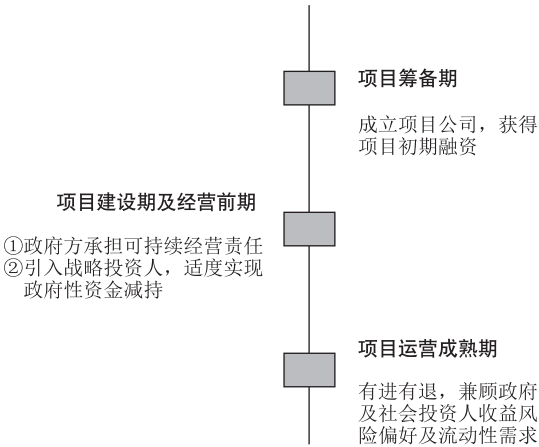 项目筹备期
成立项目公司，获得
项目初期融资
项目建设期及经营前期
①政府方承担可持续经营责任
②引入战略投资人，适度实现
政府性资金减持
项目运营成熟期
有进有退，兼顾政府
及社会投资人收益风
险偏好及流动性需求